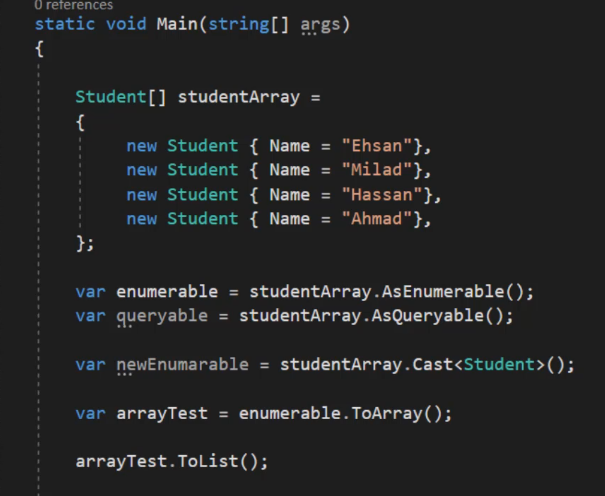 0 references
static void Main(string[] args)
{
Student[] studentArray =
{
new Student { Name = "Ehsan"},
new Student { Name = "Milad"},
new Student { Name = "Hassan"},
new Student { Name = "Ahmad"},
};
var enumerable = studentArray.AsEnumerable();
var queryable = studentArray.AsQueryable();
var newEnumarable = studentArray.Cast<Student>();
var arrayTest = enumerable.ToArray();
arrayTest.ToList();